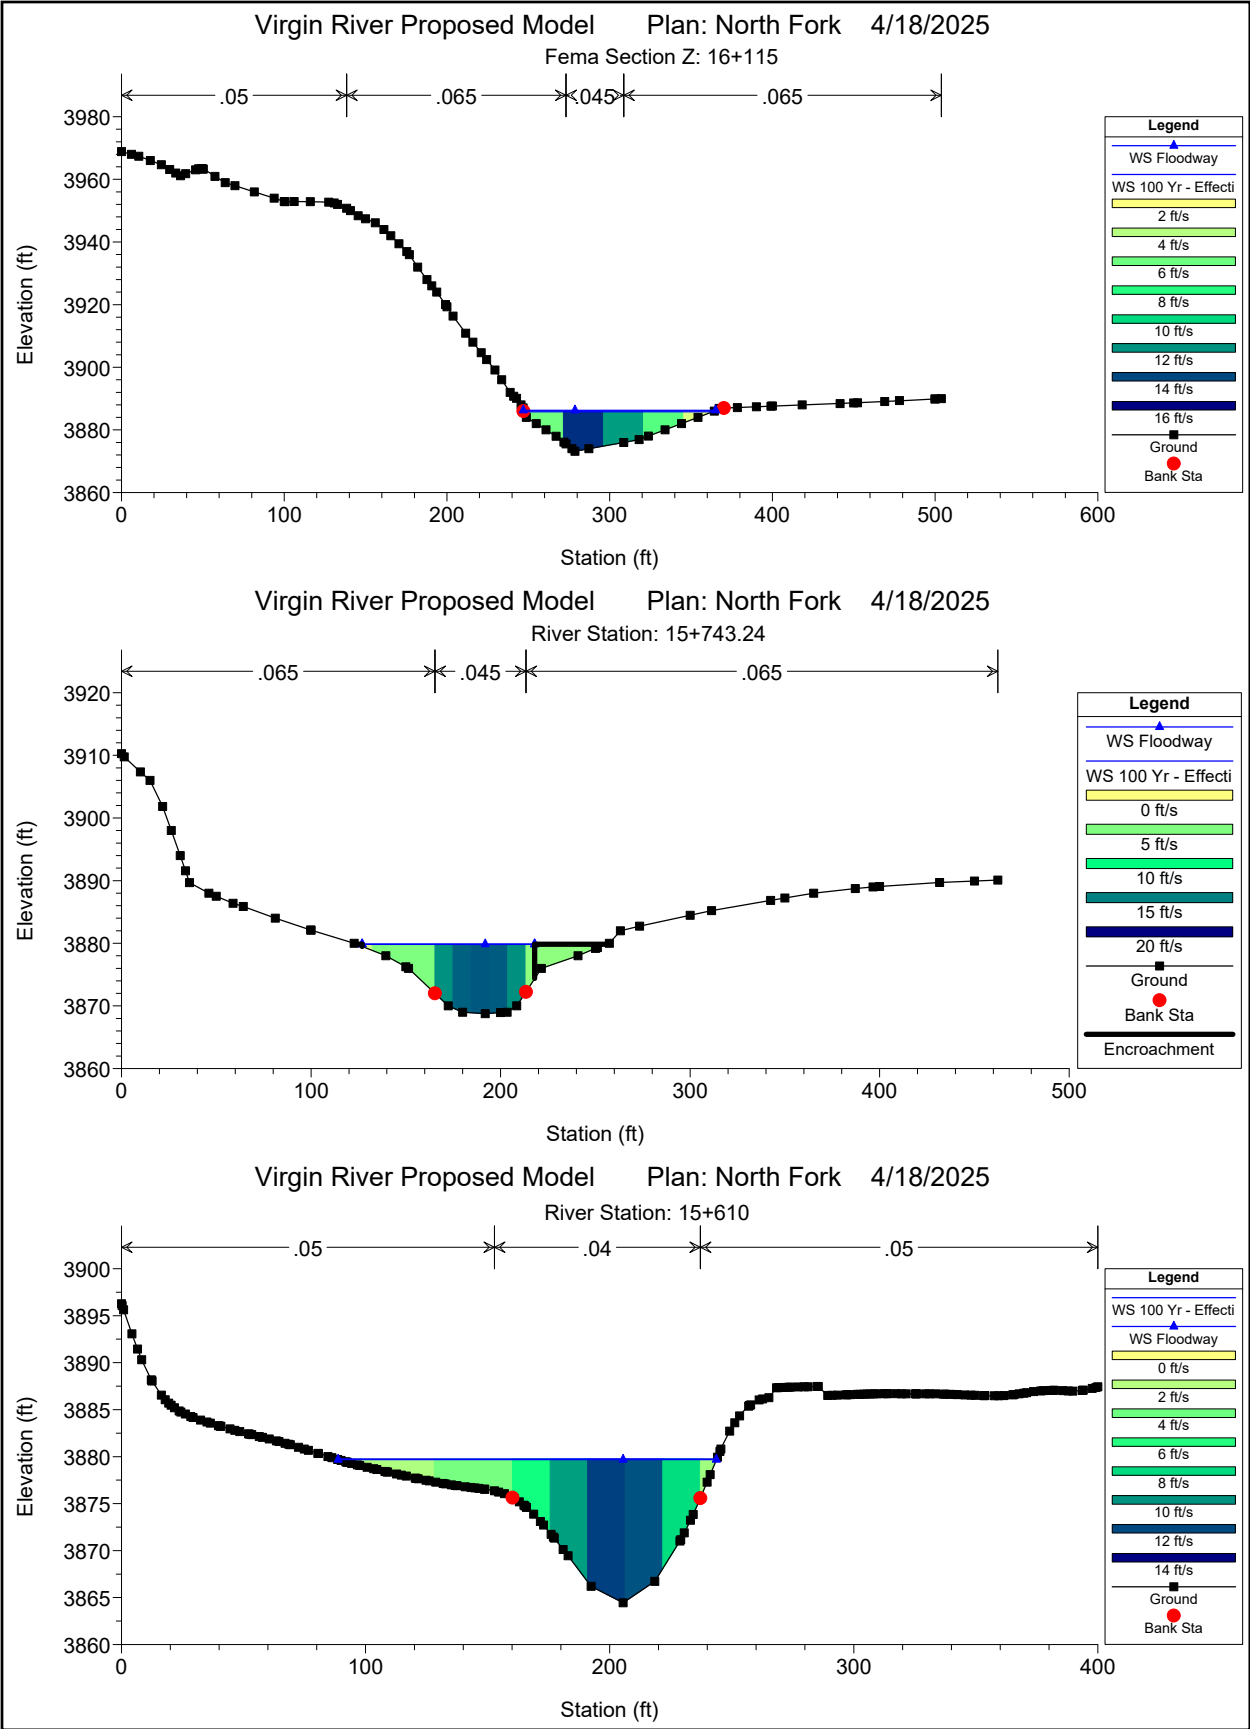 Virgin River Proposed Model Plan: North Fork 4/18/2025
Fema Section Z: 16+115
.05 .065 .045 .065
Elevation (ft)
3980
3960
3940
3920
3900
3880
3860
0 100 200 300 400 500 600
Station (ft)
Legend
WS Floodway
WS 100 Yr - Effecti
2 ft/s
4 ft/s
6 ft/s
8 ft/s
10 ft/s
12 ft/s
14 ft/s
16 ft/s
Ground
Bank Sta
Virgin River Proposed Model Plan: North Fork 4/18/2025
River Station: 15+743.24
.065 .045 .065
Elevation (ft)
3920
3910
3900
3890
3880
3870
3860
0 100 200 300 400 500
Station (ft)
Legend
WS Floodway
WS 100 Yr - Effecti
0 ft/s
5 ft/s
10 ft/s
15 ft/s
20 ft/s
Ground
Bank Sta
Encroachment
Virgin River Proposed Model Plan: North Fork 4/18/2025
River Station: 15+610
.05 .04 .05
Elevation (ft)
3900
3895
3890
3885
3880
3875
3870
3865
3860
0 100 200 300 400
Station (ft)
Legend
WS 100 Yr - Effecti
WS Floodway
0 ft/s
2 ft/s
4 ft/s
6 ft/s
8 ft/s
10 ft/s
12 ft/s
14 ft/s
Ground
Bank Sta